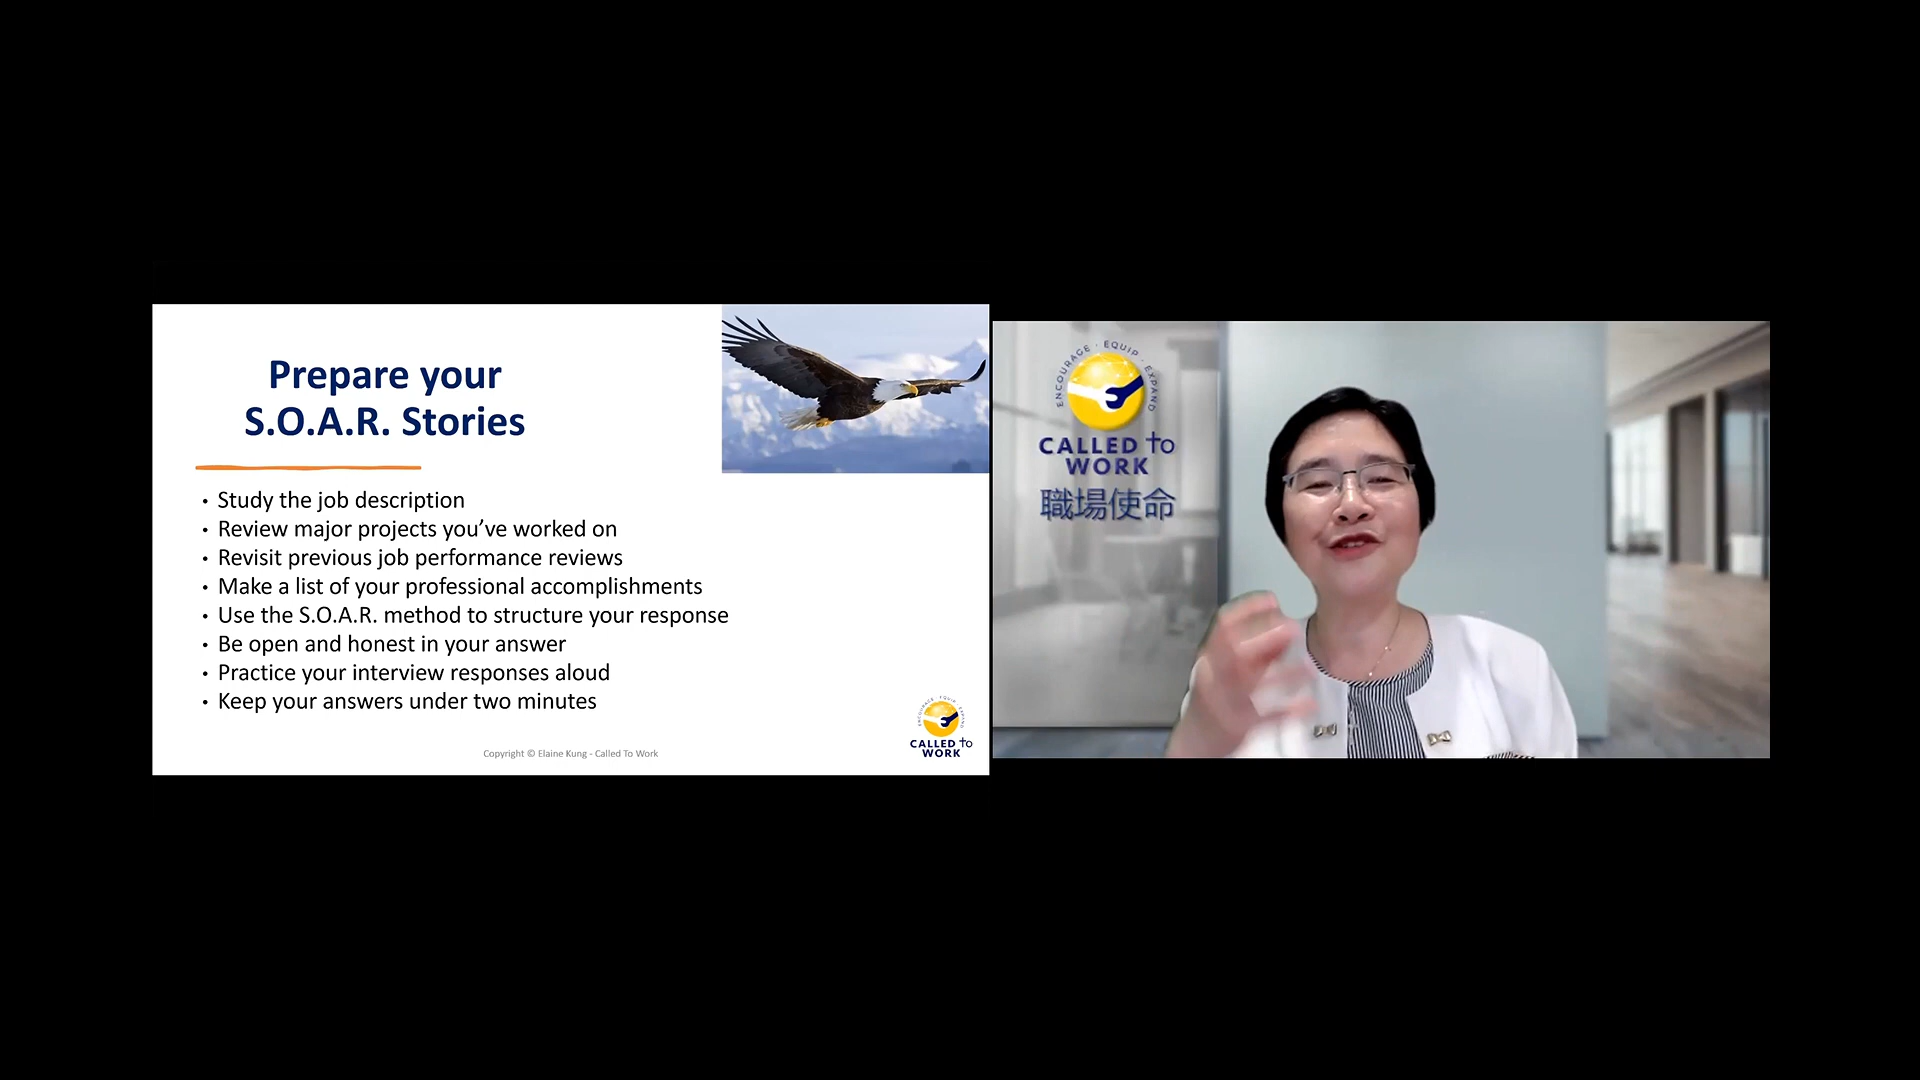 Prepare your
S.O.A.R. Stories
• Study the job description
• Review major projects you’ve worked on
• Revisit previous job performance reviews
• Make a list of your professional accomplishments
• Use the S.O.A.R. method to structure your response
• Be open and honest in your answer
• Practice your interview responses aloud
• Keep your answers under two minutes
Copyright © Elaine Kung - Called To Work
ENCOURAGE · EQUIP · EXPAND
CALLED to
WORK
ENCOURAGE · EQUIP · EXPAND
CALLED to
WORK
職場使命